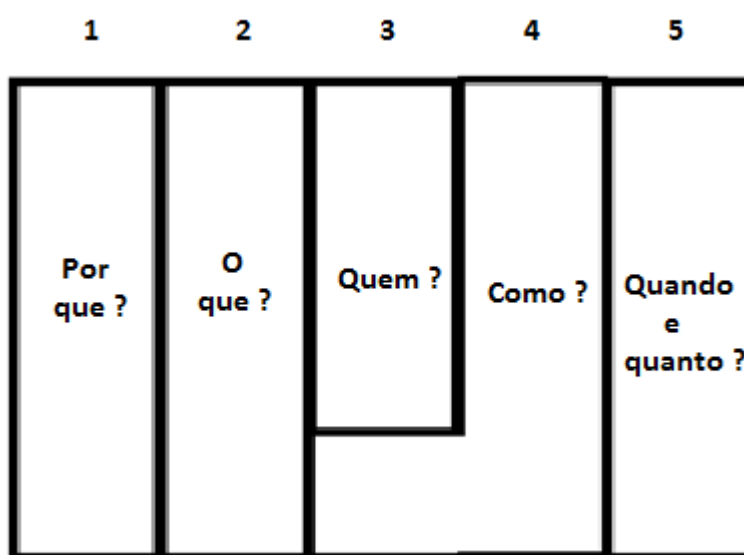 1 2 3 4 5
Por
que ?
O
que ?
Quem ?
Como ?
Quando
e
quanto ?